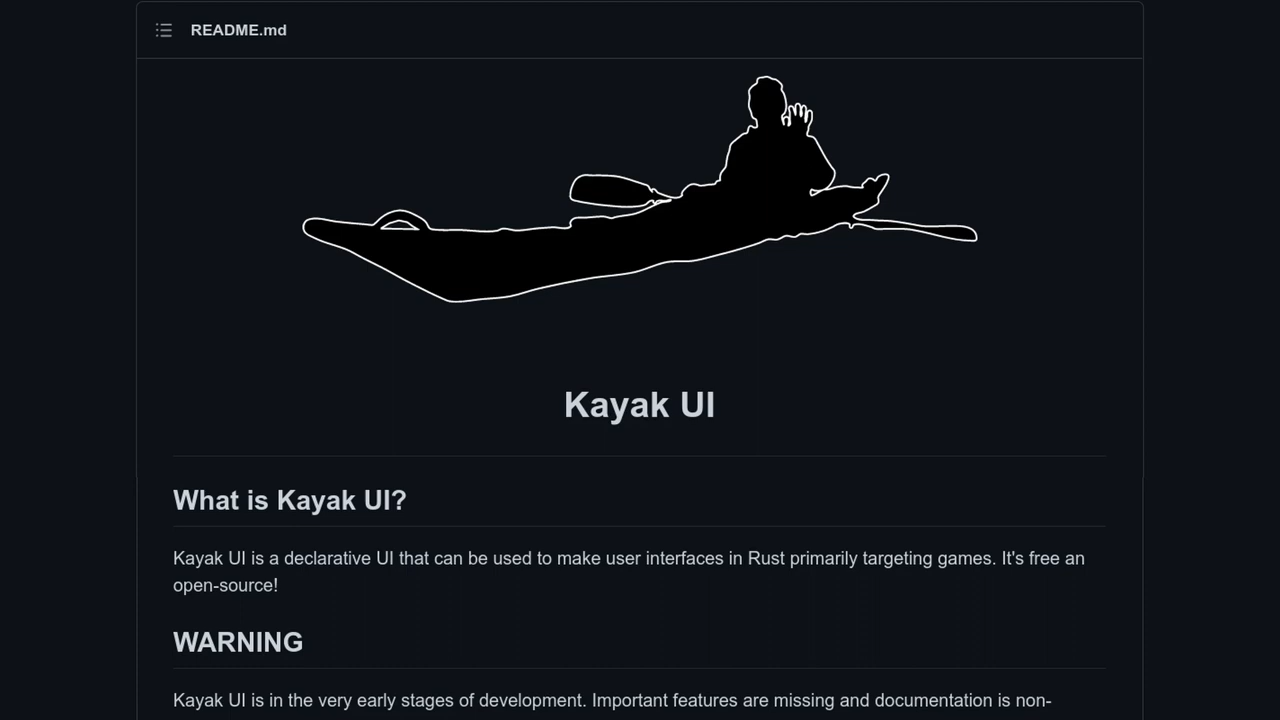 README.md
Kayak UI
What is Kayak UI?
Kayak UI is a declarative UI that can be used to make user interfaces in Rust primarily targeting games. It's free an
open-source!
WARNING
Kayak UI is in the very early stages of development. Important features are missing and documentation is non-